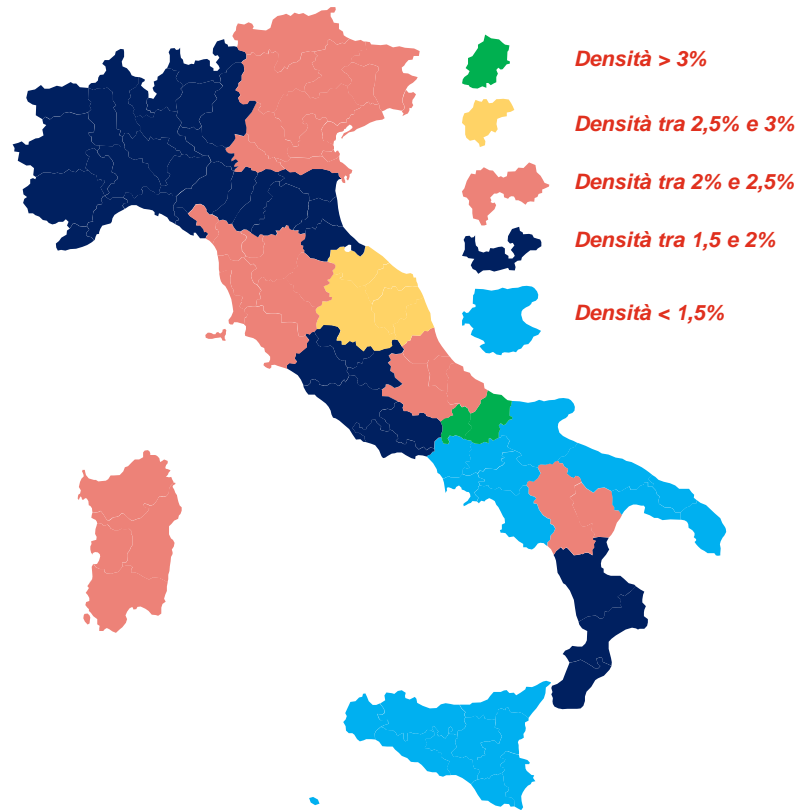 Densità > 3%
Densità tra 2,5% e 3%
Densità tra 2% e 2,5%
Densità tra 1,5 e 2%
Densità < 1,5%